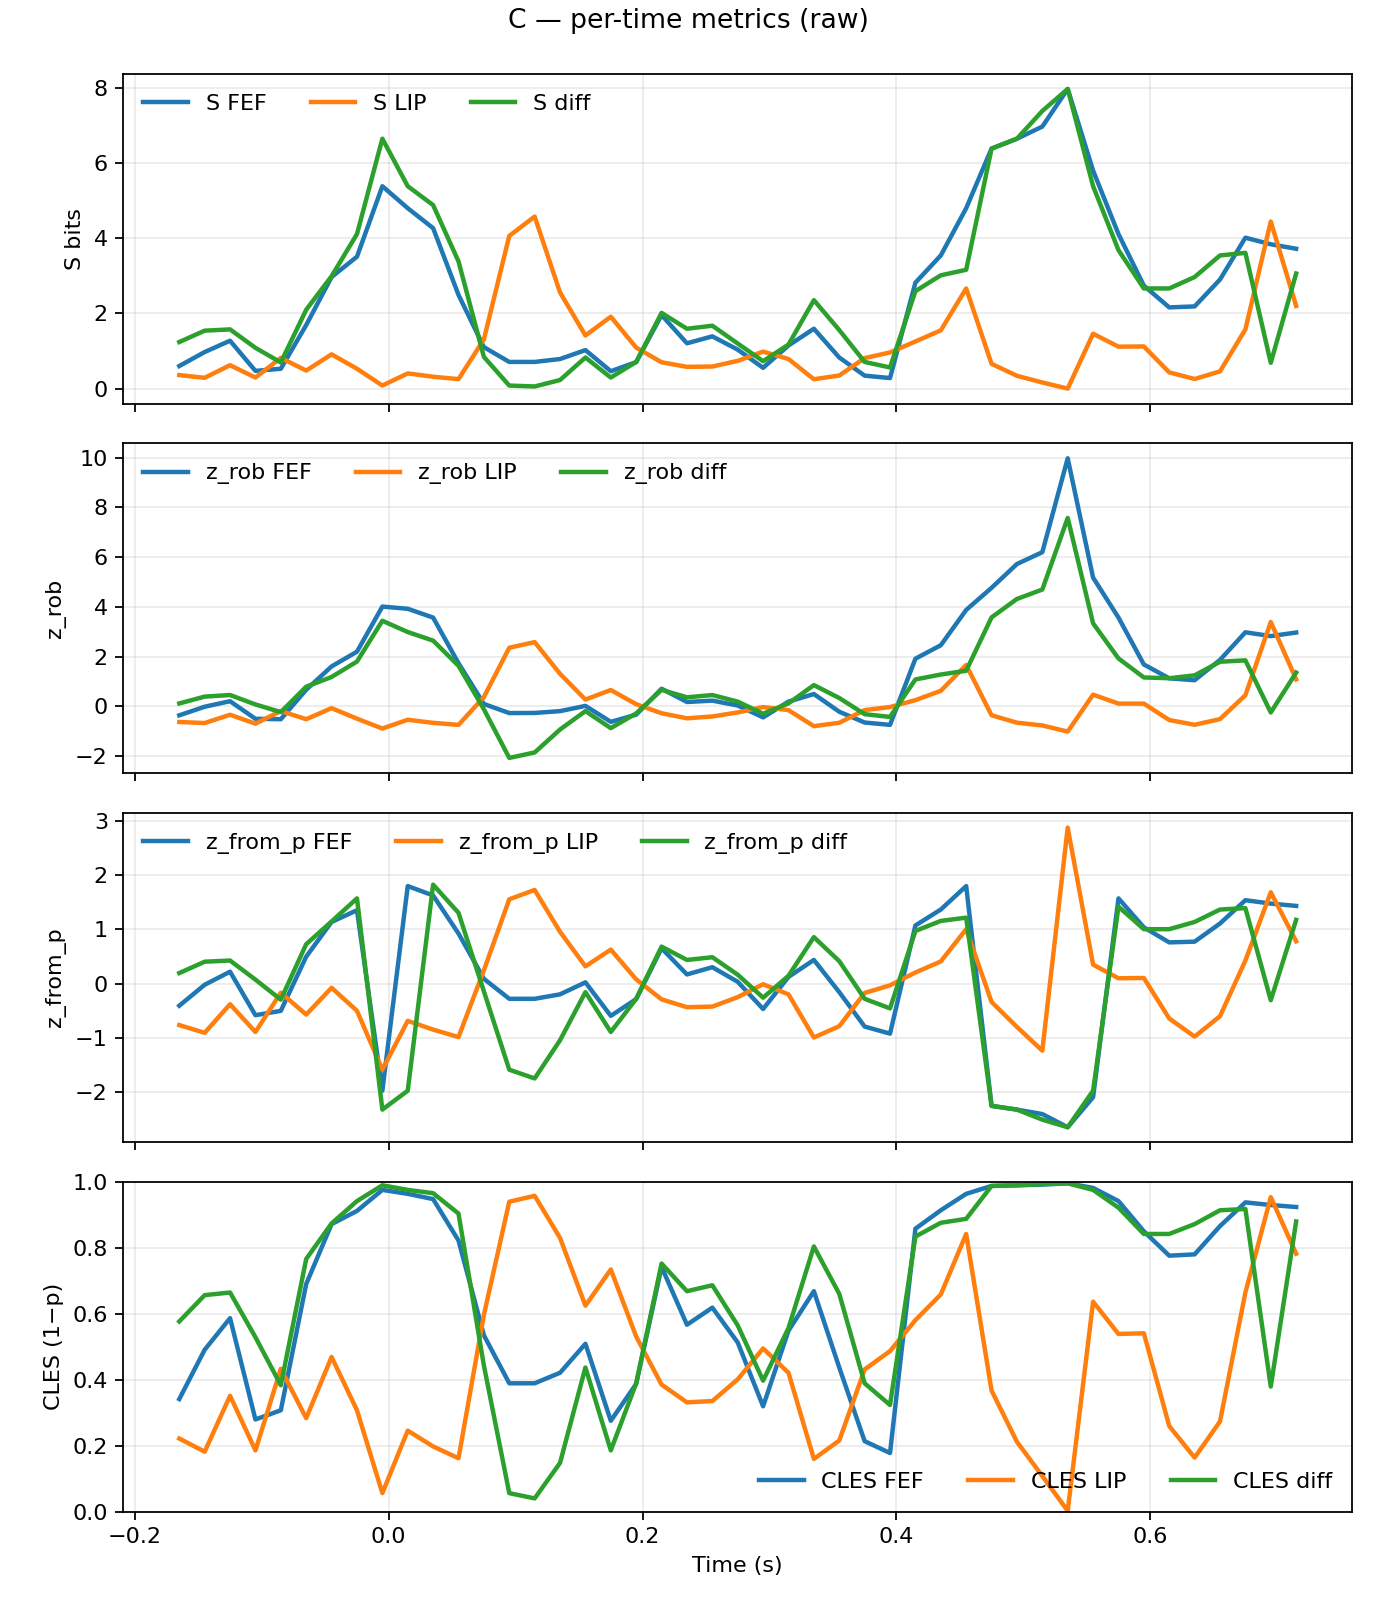 C — per-time metrics (raw)
S FEF S LIP S diff
8
6
4
2
0
S bits
z_rob FEF z_rob LIP z_rob diff
10
8
6
4
2
0
−2
z_rob
z_from_p FEF z_from_p LIP z_from_p diff
3
2
1
0
−1
−2
z_from_p
1.0
0.8
0.6
0.4
0.2
0.0
CLES (1−p)
CLES FEF CLES LIP CLES diff
−0.2 0.0 0.2 0.4 0.6
Time (s)